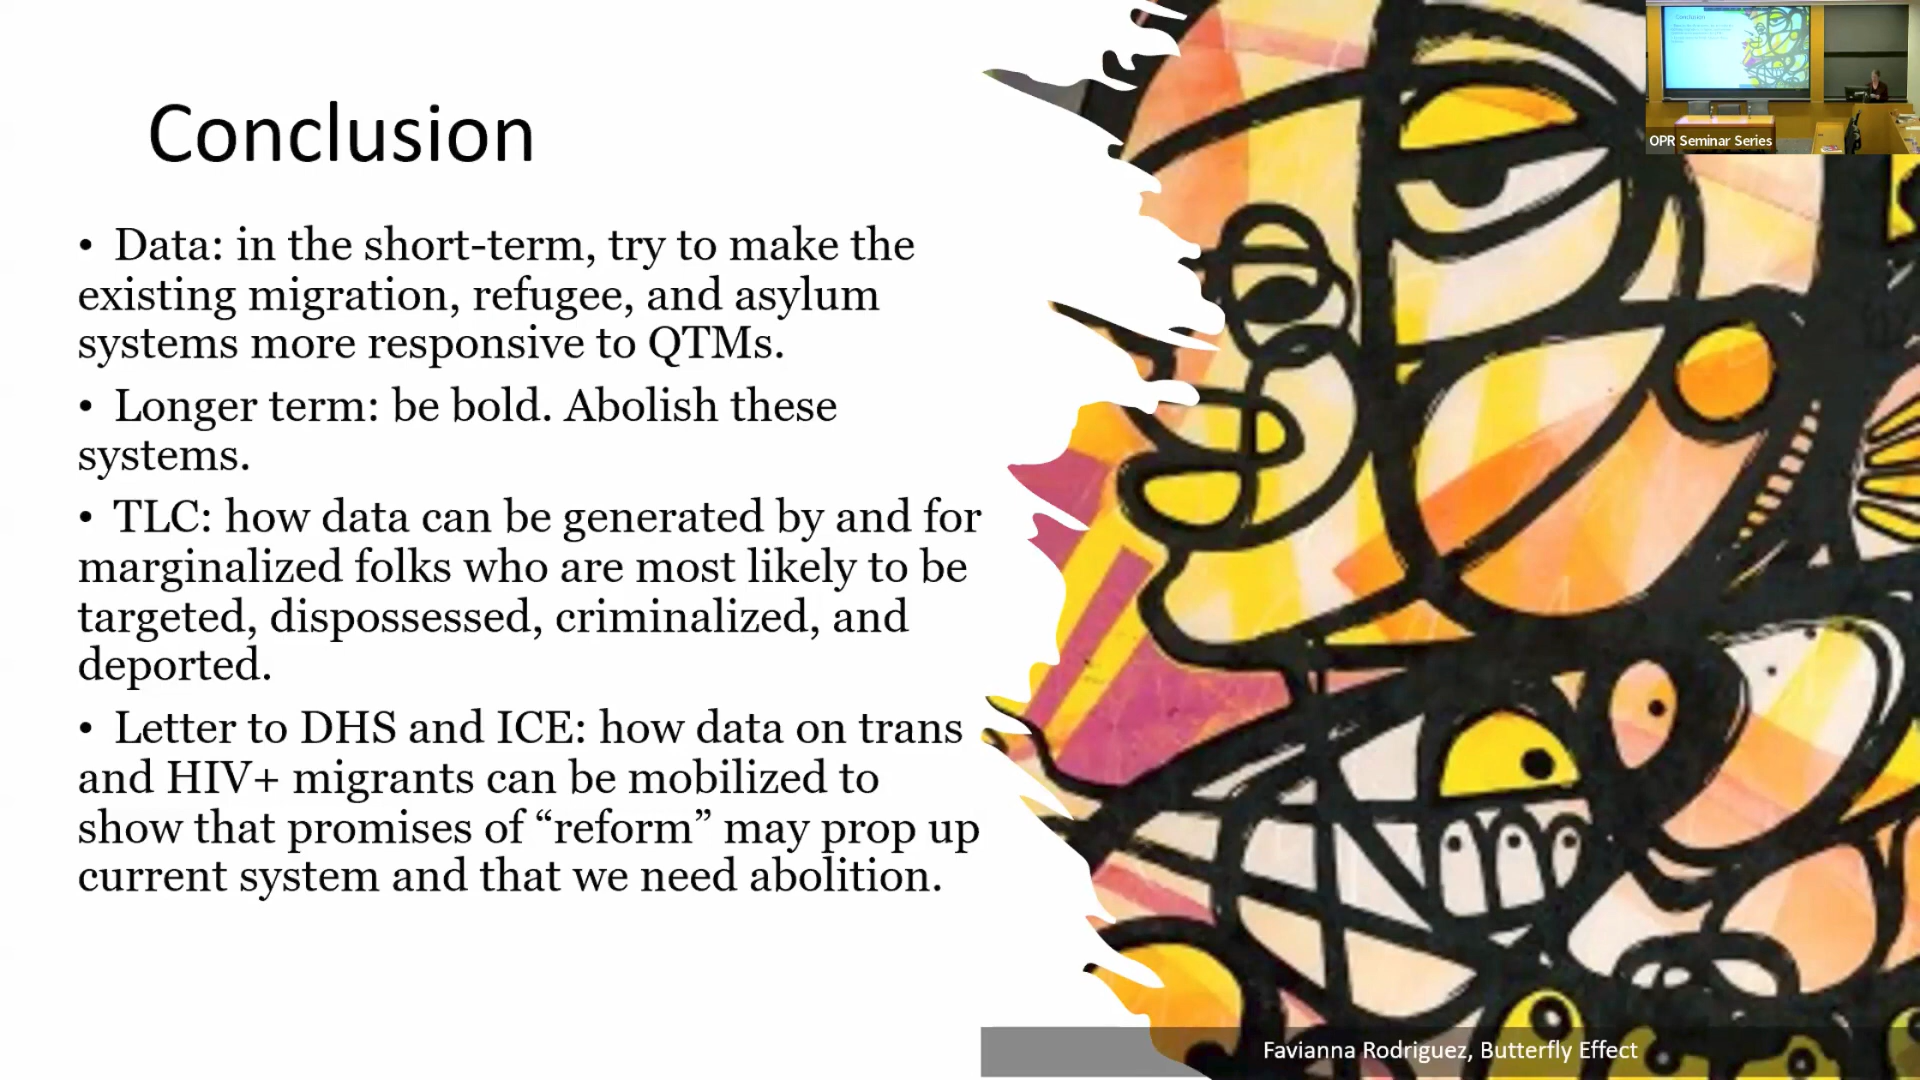 Conclusion
• Data: in the short-term, try to make the
existing migration, refugee, and asylum
systems more responsive to QTMs.
• Longer term: be bold. Abolish these
systems.
• TLC: how data can be generated by and for
marginalized folks who are most likely to be
targeted, dispossessed, criminalized, and
deported.
• Letter to DHS and ICE: how data on trans
and HIV+ migrants can be mobilized to
show that promises of “reform” may prop up
current system and that we need abolition.
Conclusion
OPR Seminar Series
Favianna Rodriguez, Butterfly Effect